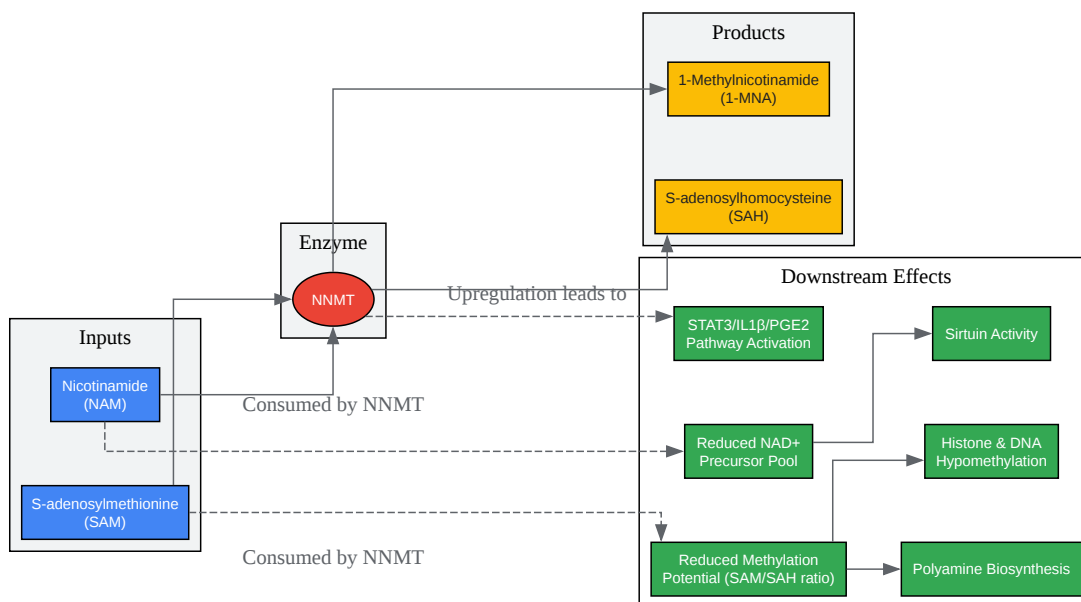 Products
1-Methylnicotinamide
(1-MNA)
S-adenosylhomocysteine
(SAH)
Enzyme
NNMT
Upregulation leads to
Downstream Effects
STAT3/IL1β/PGE2
Pathway Activation
Sirtuin Activity
Inputs
Nicotinamide
(NAM)
Consumed by NNMT
Reduced NAD+
Precursor Pool
Histone & DNA
Hypomethylation
S-adenosylmethionine
(SAM)
Consumed by NNMT
Reduced Methylation
Potential (SAM/SAH ratio)
Polyamine Biosynthesis